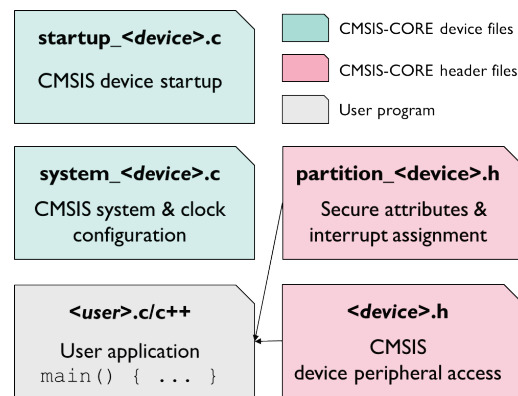 startup_<device>.c
CMSIS device startup
CMSIS-CORE device files
CMSIS-CORE header files
User program
system_<device>.c
CMSIS system & clock
configuration
partition_<device>.h
Secure attributes &
interrupt assignment
<user>.c/c++
User application
main() { ... }
<device>.h
CMSIS
device peripheral access